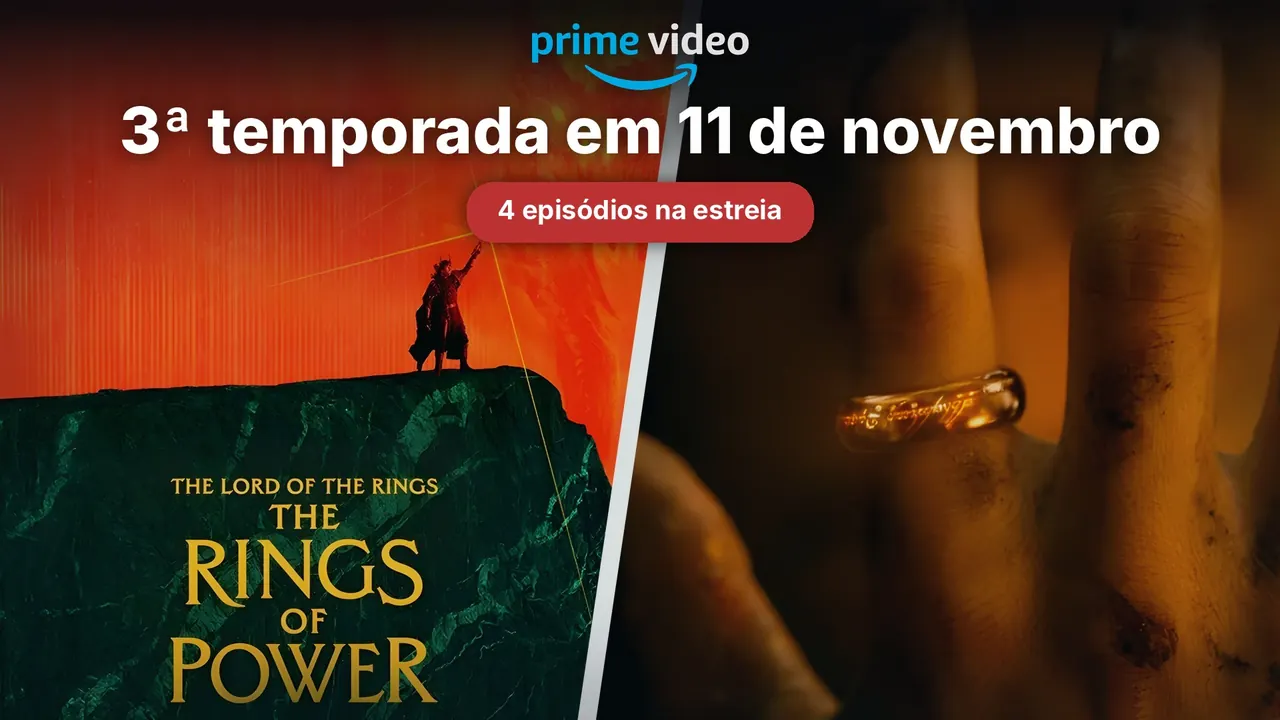 prime video
3ª temporada em 11 de novembro
4 episódios na estreia
THE LORD OF THE RINGS
THE
RINGS
OF
POWER